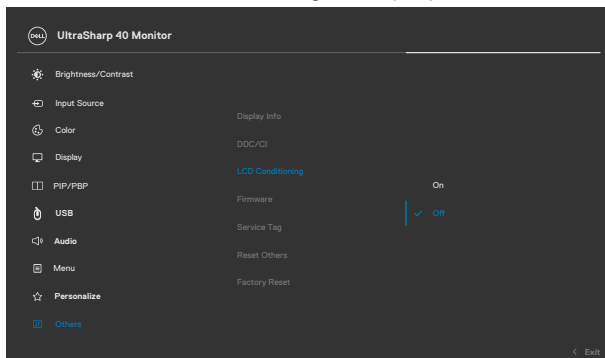 DELL
UltraSharp 40 Monitor
Brightness/Contrast
Input Source
Color
Display
PIP/PBP
USB
Audio
Menu
Personalize
Others
Display Info
DDC/CI
LCD Conditioning
Firmware
Service Tag
Reset Others
Factory Reset
On
Off
Exit